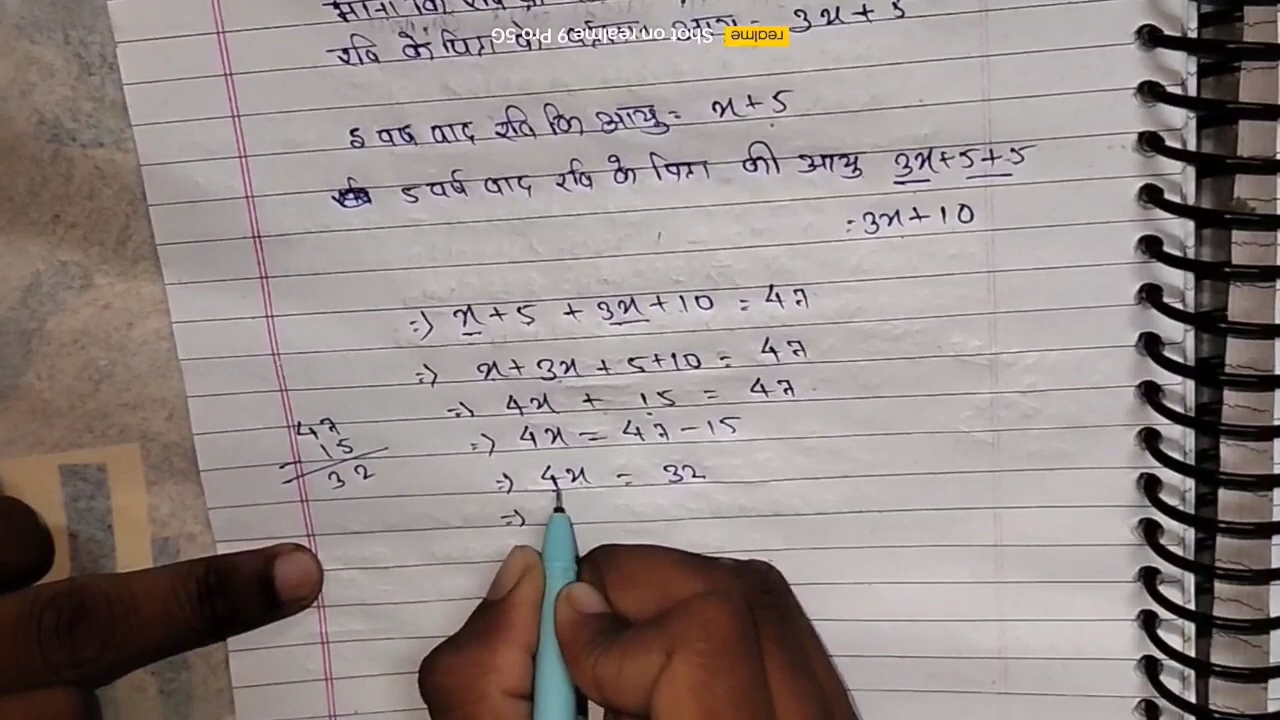 माना कि
रवि के पिता की वर्तमान आयु = 3x + 5
Shot on realme 9 Pro 5G realme
5 वर्ष बाद रवि कि आयु = x + 5
5 वर्ष बाद रवि के पिता की आयु 3x + 5 + 5
= 3x + 10
=> x + 5 + 3x + 10 = 47
=> x + 3x + 5 + 10 = 47
=> 4x + 15 = 47
=> 4x = 47 - 15
47
15
32
=> 4x = 32
=>